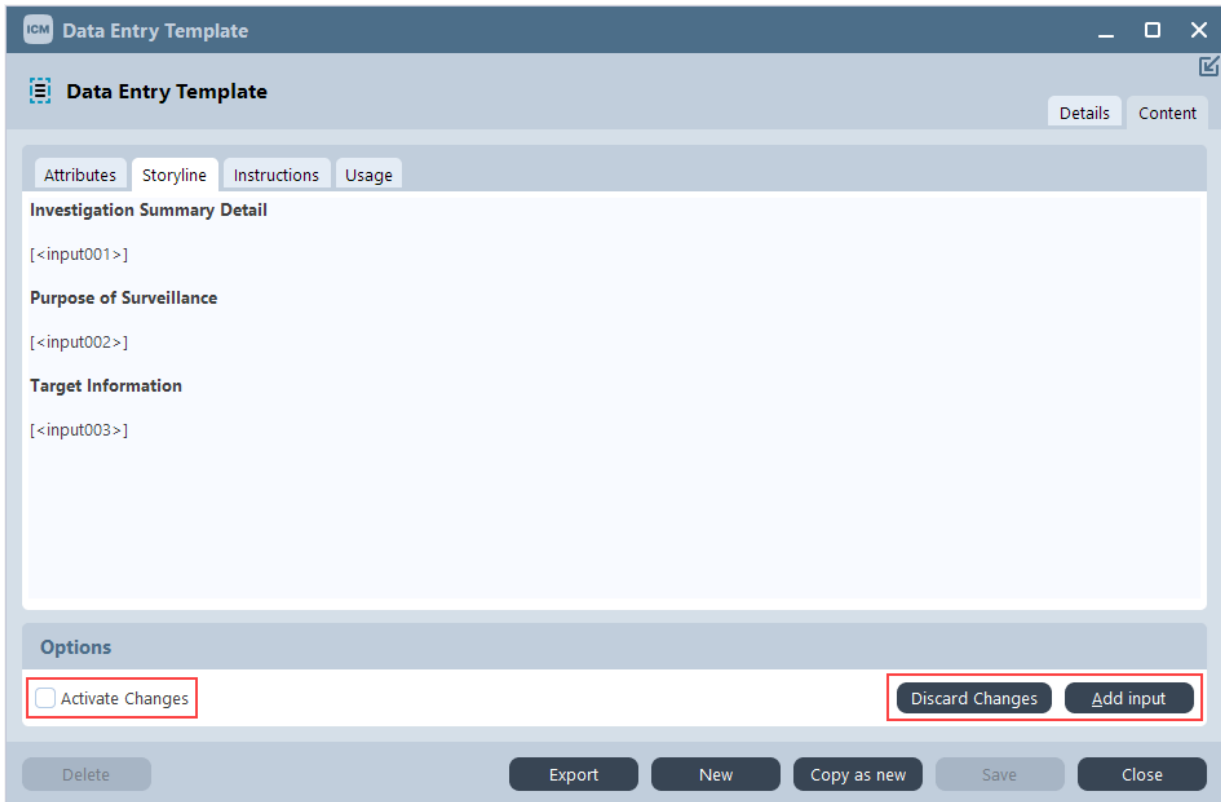 ICM Data Entry Template
Data Entry Template
Details Content
Attributes Storyline Instructions Usage
Investigation Summary Detail
[<input001>]
Purpose of Surveillance
[<input002>]
Target Information
[<input003>]
Options
Activate Changes Discard Changes Add input
Delete Export New Copy as new Save Close